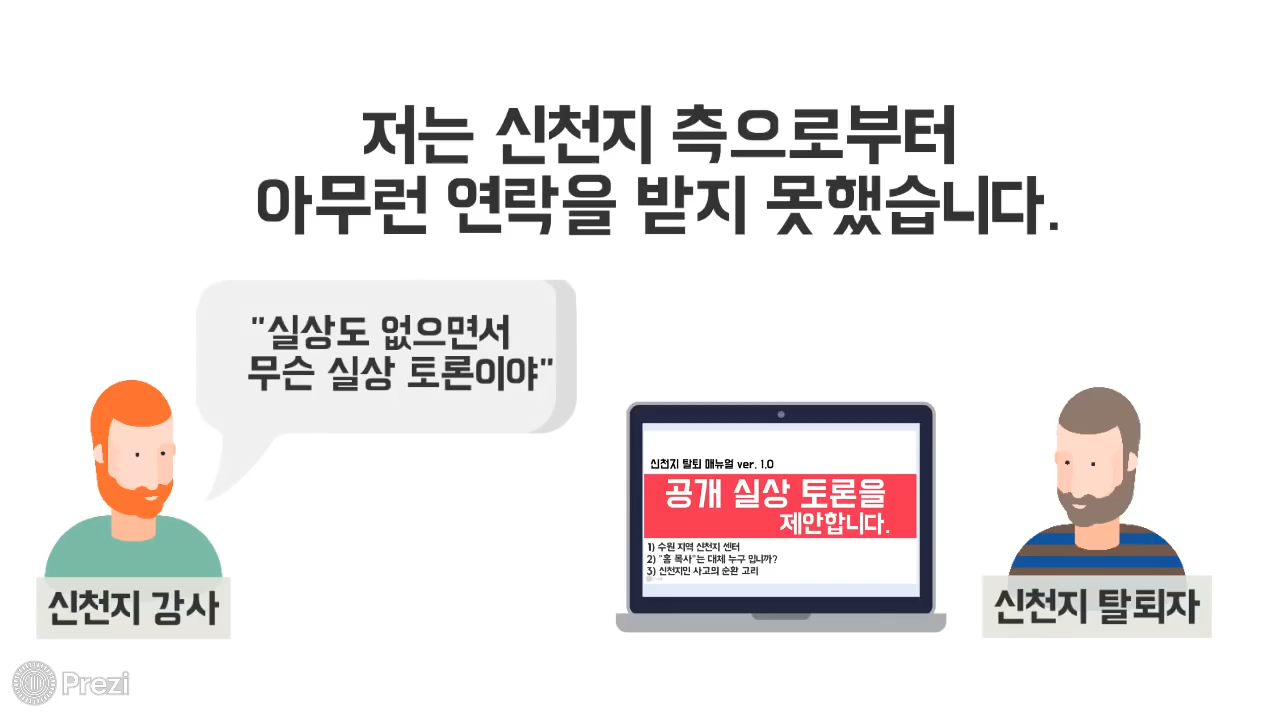 저는 신천지 측으로부터
아무런 연락을 받지 못했습니다.
"실상도 없으면서
무슨 실상 토론이야"
신천지 탈퇴 매뉴얼 ver. 1.0
공개 실상 토론을
제안합니다.
1) 수원 지역 신천지 센터
2) "홈 목사"는 대체 누구 입니까?
3) 신천지민 사고의 순환 고리
신천지 강사
신천지 탈퇴자
Prezi